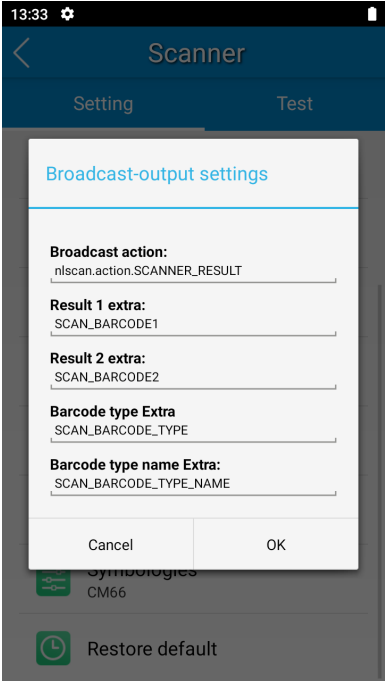 13:33
Scanner
Setting
Test
Broadcast-output settings
Broadcast action:
nlscan.action.SCANNER_RESULT
Result 1 extra:
SCAN_BARCODE1
Result 2 extra:
SCAN_BARCODE2
Barcode type Extra
SCAN_BARCODE_TYPE
Barcode type name Extra:
SCAN_BARCODE_TYPE_NAME
Cancel
OK
Symbologies
CM66
Restore default